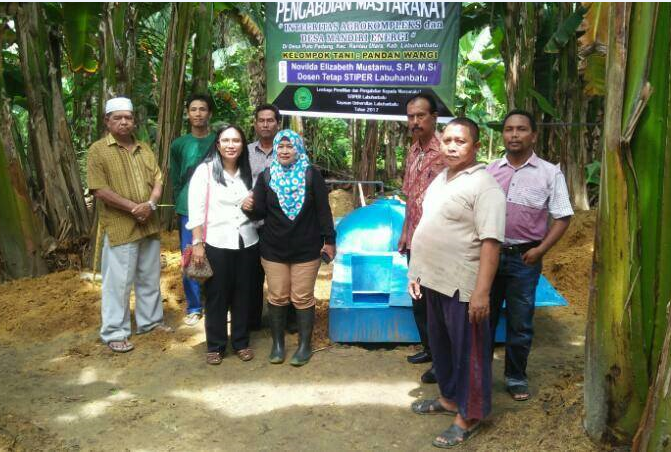 PENGABDIAN MASYARAKAT
" INTEGRITAS AGROKOMPLEKS dan
DESA MANDIRI ENERGI "
Di Desa Pulo Padang, Kec. Rantau Utara, Kab. Labuhanbatu
KELOMPOK TANI - PANDAN WANGI
Novilda Elizabeth Mustamu, S.Pt, M.Si
Dosen Tetap STIPER Labuhanbatu
Lembaga Penelitian dan Pengabdian Kepada Masyarakat
STIPER Labuhanbatu
Yayasan Universitas Labuhanbatu
Tahun 2017